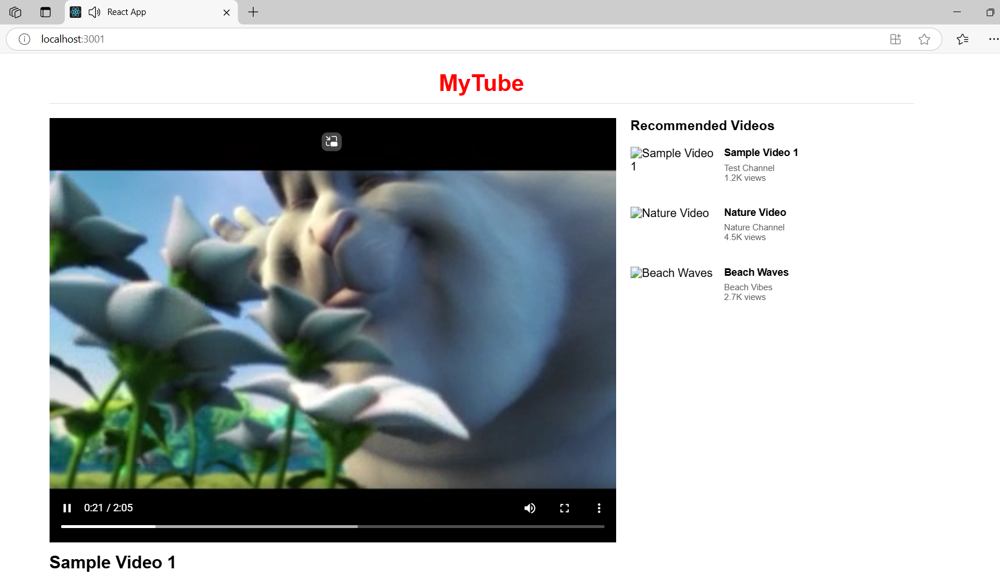 React App
localhost:3001
MyTube
Recommended Videos
Sample Video
1
Sample Video 1
Test Channel
1.2K views
Nature Video
Nature Video
Nature Channel
4.5K views
Beach Waves
Beach Waves
Beach Vibes
2.7K views
0:21 / 2:05
Sample Video 1